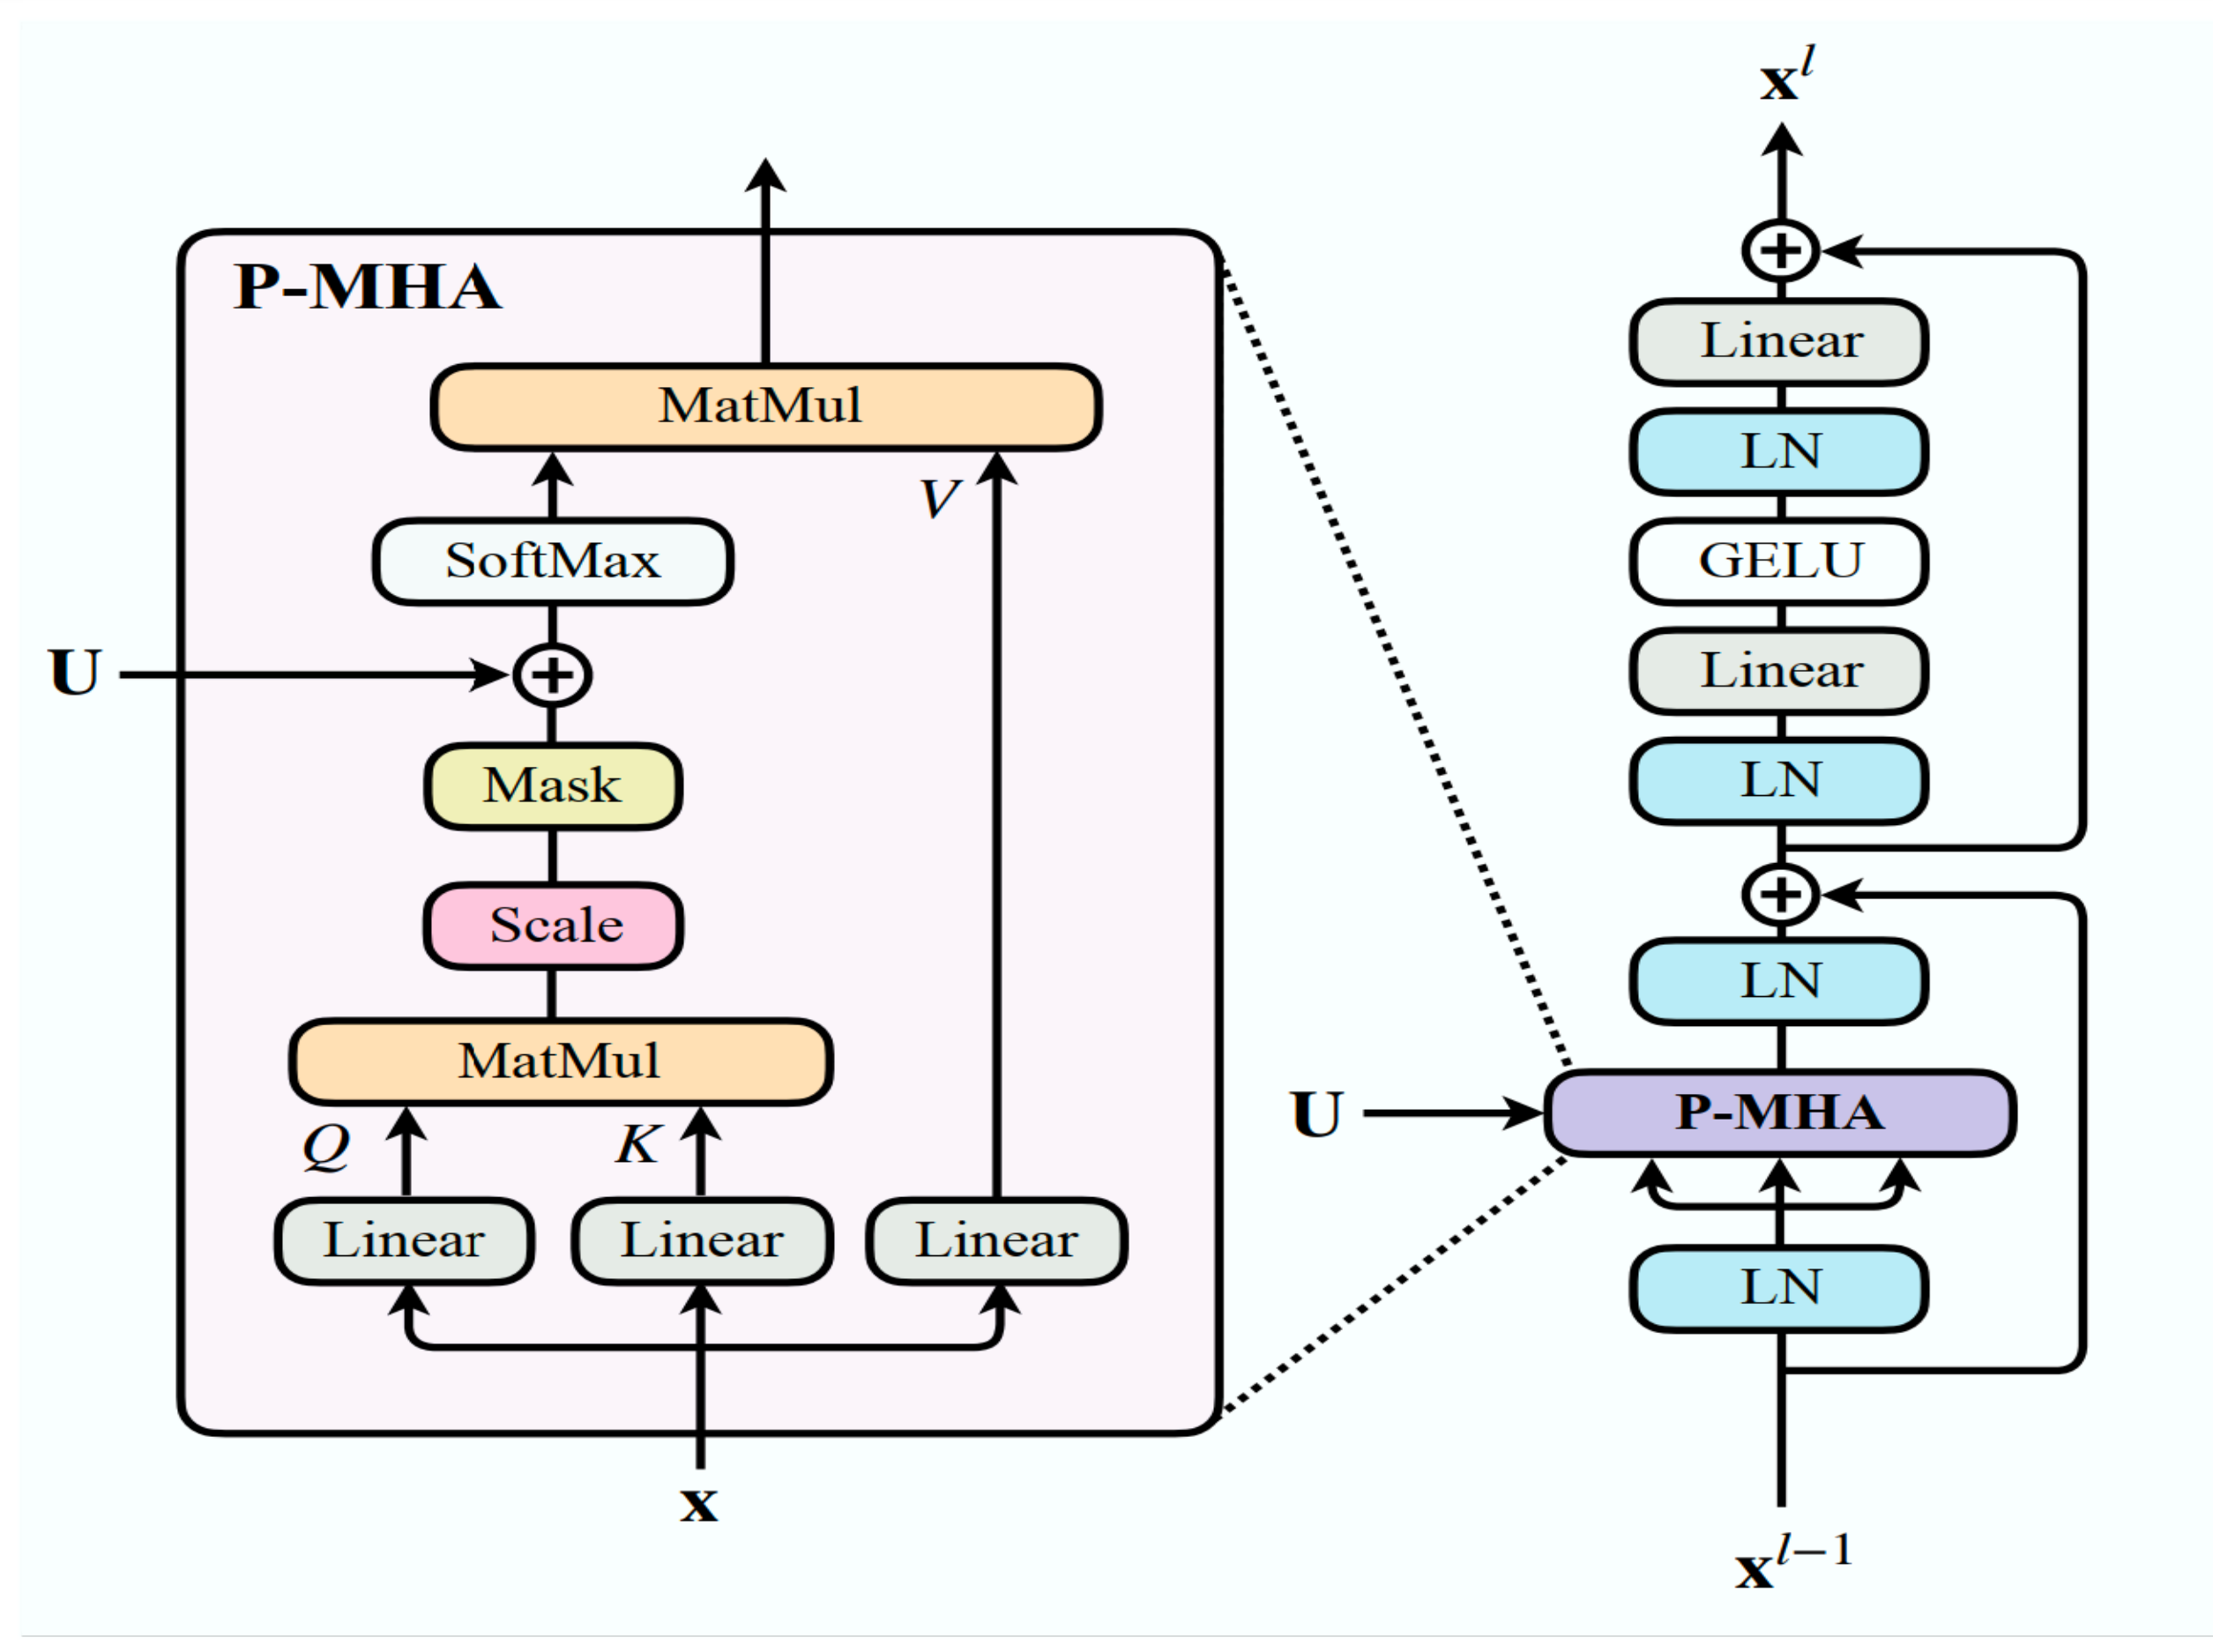 P-MHA
MatMul
V
SoftMax
U
Mask
Scale
MatMul
Q
K
Linear
Linear
Linear
x
x^l
Linear
LN
GELU
Linear
LN
LN
U
P-MHA
LN
x^{l-1}